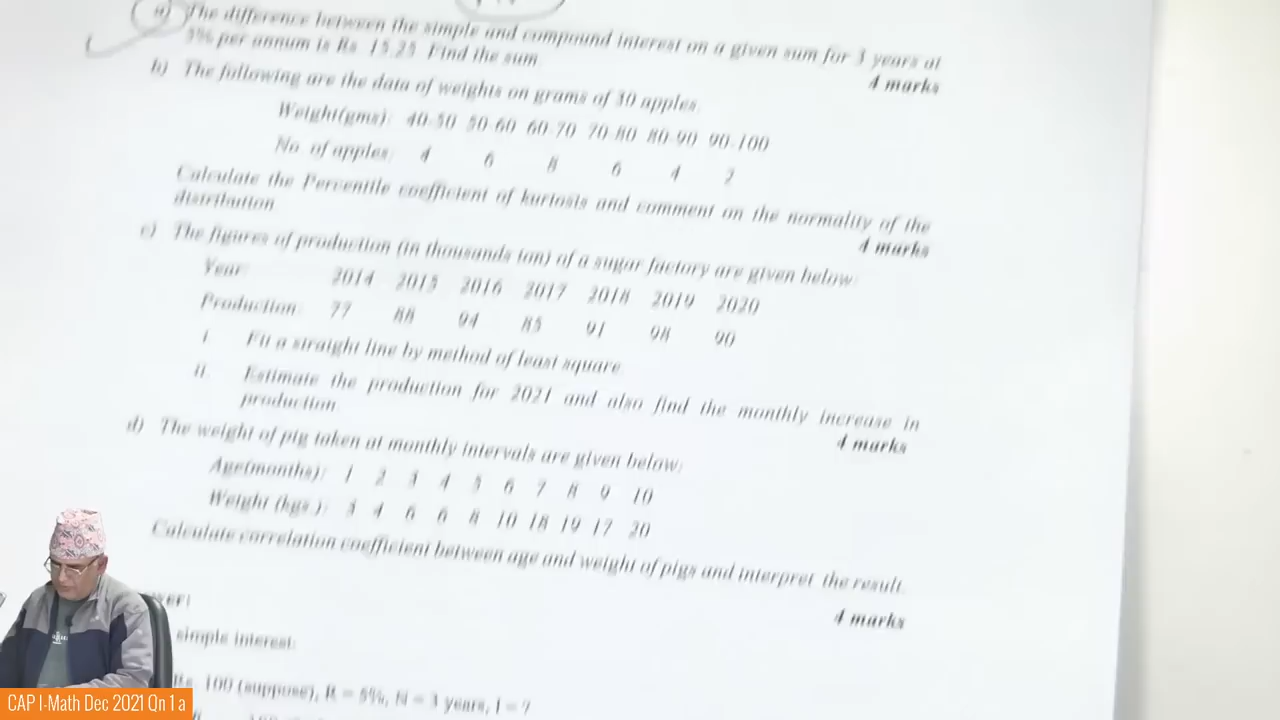 a) The difference between the simple and compound interest on a given sum for 3 years at
5% per annum is Rs. 15.25 Find the sum
4 marks
b) The following are the data of weights on grams of 30 apples.
Weight(gms): 40-50 50-60 60-70 70-80 80-90 90-100
No. of apples: 4 6 8 6 4 2
Calculate the Percentile coefficient of kurtosis and comment on the normality of the
distribution
4 marks
c) The figures of production (in thousands ton) of a sugar factory are given below:
Year: 2014 2015 2016 2017 2018 2019 2020
Production: 77 88 94 85 91 98 90
i Fit a straight line by method of least square
ii. Estimate the production for 2021 and also find the monthly increase in
production
4 marks
d) The weight of pig taken at monthly intervals are given below:
Age(months): 1 2 3 4 5 6 7 8 9 10
Weight (kgs.): 3 4 6 6 8 10 18 19 17 20
Calculate correlation coefficient between age and weight of pigs and interpret the result.
4 marks
simple interest:
100 (suppose), R = 5%, N = 3 years, I = ?
CAP I-Math Dec 2021 Qn 1 a